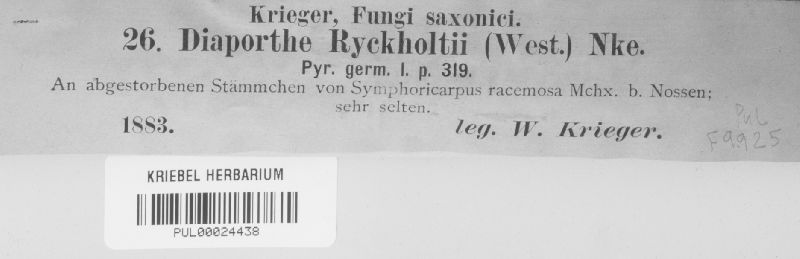 Krieger, Fungi saxonici.
26. Diaporthe Ryckholtii (West.) Nke.
Pyr. germ. I. p. 319.
An abgestorbenen Stämmchen von Symphoricarpus racemosa Mchx. b. Nossen;
sehr selten.
1883. leg. W. Krieger.
Pul
F9925
KRIEBEL HERBARIUM
PUL00024438